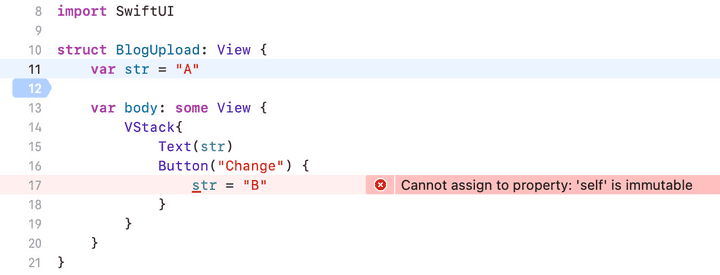 8 import SwiftUI
9
10 struct BlogUpload: View {
11 var str = "A"
12
13 var body: some View {
14 VStack{
15 Text(str)
16 Button("Change") {
17 str = "B" Cannot assign to property: 'self' is immutable
18 }
19 }
20 }
21 }